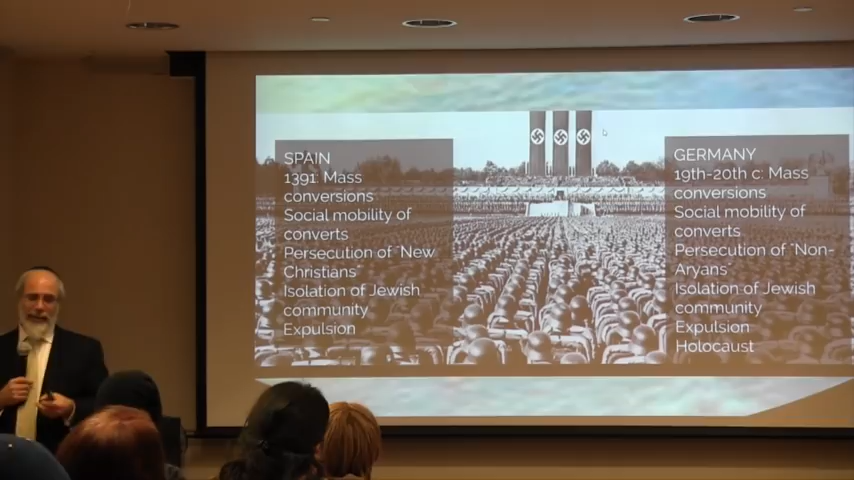 SPAIN
1391: Mass
conversions
Social mobility of
converts
Persecution of "New
Christians"
Isolation of Jewish
community
Expulsion
GERMANY
19th-20th c: Mass
conversions
Social mobility of
converts
Persecution of "Non-
Aryans"
Isolation of Jewish
community
Expulsion
Holocaust